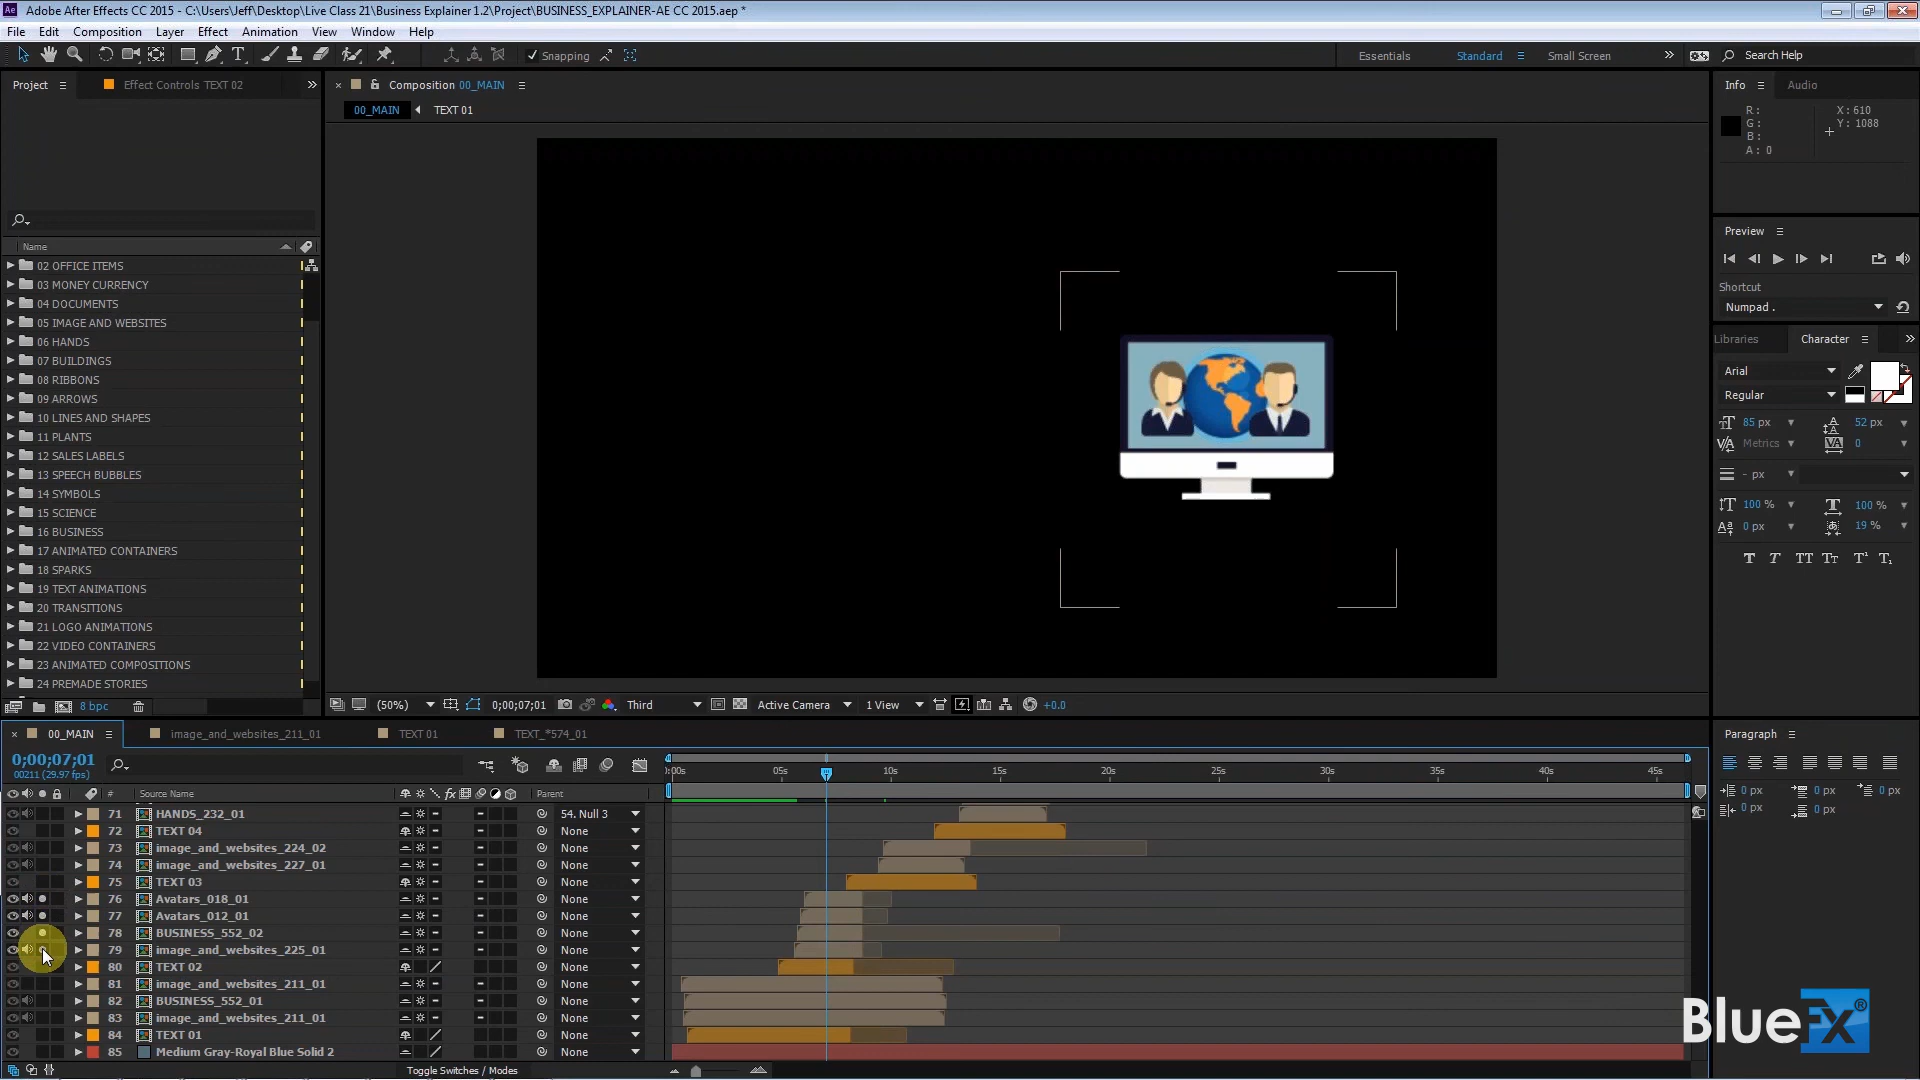 Adobe After Effects CC 2015 - C:\Users\Jeff\Desktop\Live Class 21\Business Explainer 1.2\Project\BUSINESS_EXPLAINER-AE CC 2015.aep *
File Edit Composition Layer Effect Animation View Window Help
Snapping Essentials Standard Small Screen Search Help
Project Effect Controls TEXT 02
Composition 00_MAIN
Info Audio
00_MAIN TEXT 01
R: X: 610
G: Y: 1088
B:
A: 0
Name
02 OFFICE ITEMS
03 MONEY CURRENCY
04 DOCUMENTS
05 IMAGE AND WEBSITES
06 HANDS
07 BUILDINGS
08 RIBBONS
09 ARROWS
10 LINES AND SHAPES
11 PLANTS
12 SALES LABELS
13 SPEECH BUBBLES
14 SYMBOLS
15 SCIENCE
16 BUSINESS
17 ANIMATED CONTAINERS
18 SPARKS
19 TEXT ANIMATIONS
20 TRANSITIONS
21 LOGO ANIMATIONS
22 VIDEO CONTAINERS
23 ANIMATED COMPOSITIONS
24 PREMADE STORIES
8 bpc
Preview
Shortcut
Numpad .
Libraries Character
Arial
Regular
85 px 52 px
Metrics 0
- px
100 % 100 %
0 px 19 %
T T TT Tt T¹ T₁
(50%) 0;00;07;01 Third Active Camera 1 View +0.0
00_MAIN image_and_websites_211_01 TEXT 01 TEXT_*574_01
Paragraph
0;00;07;01
00211 (29.97 fps)
05s 10s 15s 20s 25s 30s 35s 40s 45s
# Source Name Parent
0 px 0 px 0 px
0 px 0 px
71 HANDS_232_01 54. Null 3
72 TEXT 04 None
73 image_and_websites_224_02 None
74 image_and_websites_227_01 None
75 TEXT 03 None
76 Avatars_018_01 None
77 Avatars_012_01 None
78 BUSINESS_552_02 None
79 image_and_websites_225_01 None
80 TEXT 02 None
81 image_and_websites_211_01 None
82 BUSINESS_552_01 None
83 image_and_websites_211_01 None
84 TEXT 01 None
85 Medium Gray-Royal Blue Solid 2 None
Toggle Switches / Modes
BlueFX®